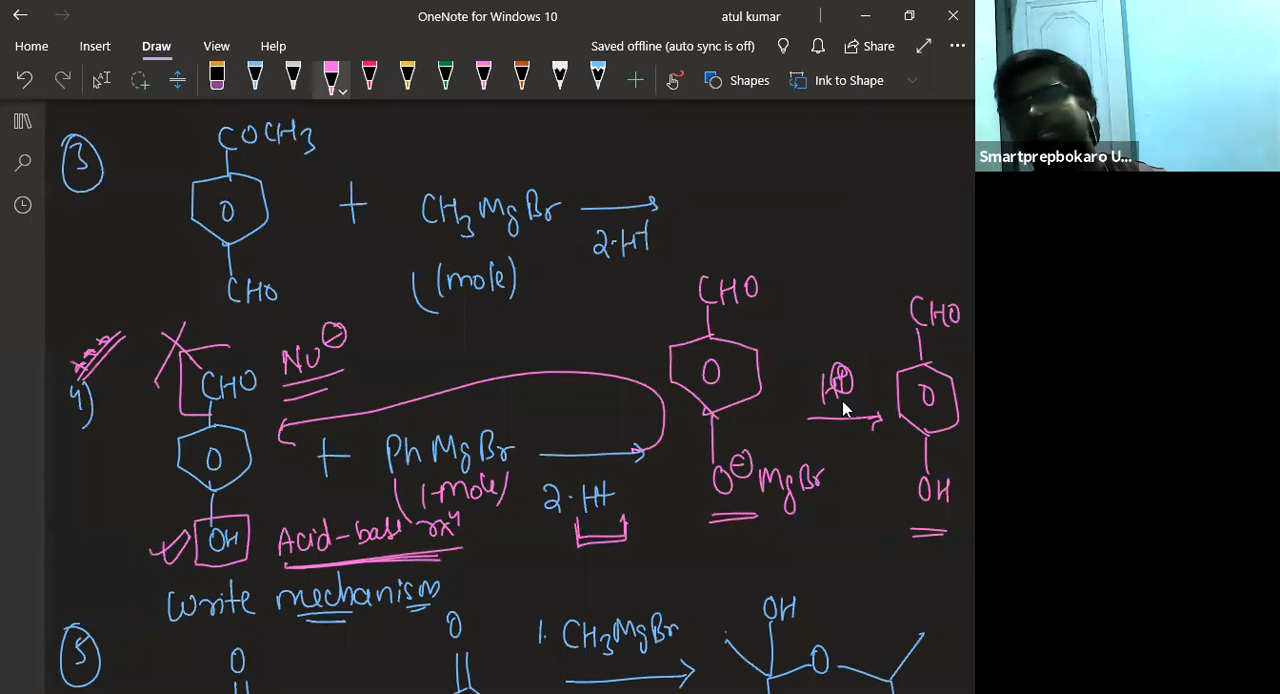 OneNote for Windows 10
atul kumar
Home Insert Draw View Help
Saved offline (auto sync is off)
Share
Shapes
Ink to Shape
Smartprepbokaro U...
3
COCH3
O
CHO
+ CH3MgBr
(1mole)
2·H+
4)
CHO
O
OH
Nu⊖
+ PhMgBr
(1-mole)
2·H+
Acid-base rxn
CHO
O
O⊖MgBr
H⊕
CHO
O
OH
Write mechanism
5
O
O
1. CH3MgBr
OH
O